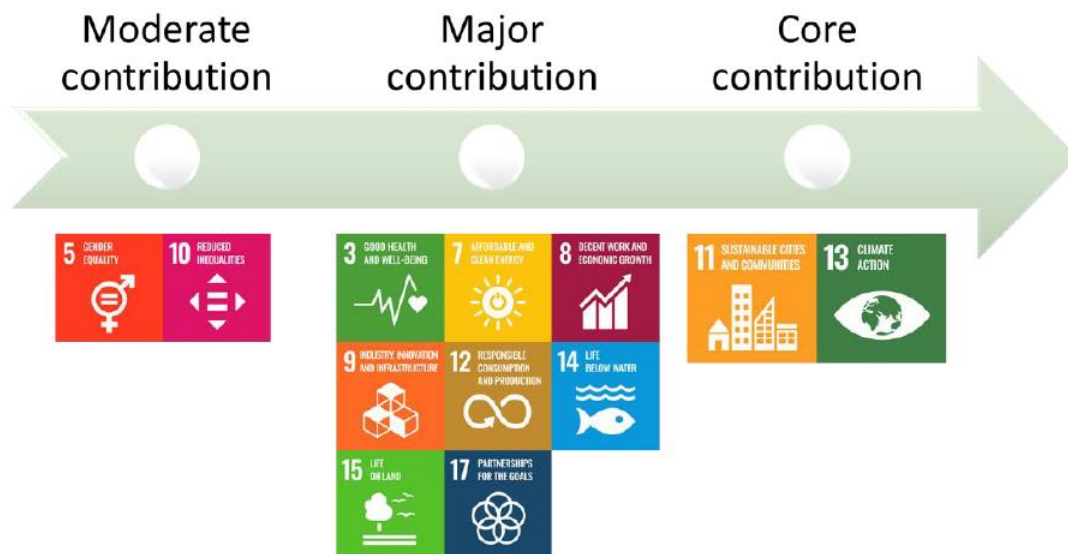 Moderate
contribution
Major
contribution
Core
contribution
5 GENDER
EQUALITY
10 REDUCED
INEQUALITIES
3 GOOD HEALTH
AND WELL-BEING
7 AFFORDABLE AND
CLEAN ENERGY
8 DECENT WORK AND
ECONOMIC GROWTH
9 INDUSTRY, INNOVATION
AND INFRASTRUCTURE
12 RESPONSIBLE
CONSUMPTION
AND PRODUCTION
14 LIFE
BELOW WATER
15 LIFE
ON LAND
17 PARTNERSHIPS
FOR THE GOALS
11 SUSTAINABLE CITIES
AND COMMUNITIES
13 CLIMATE
ACTION